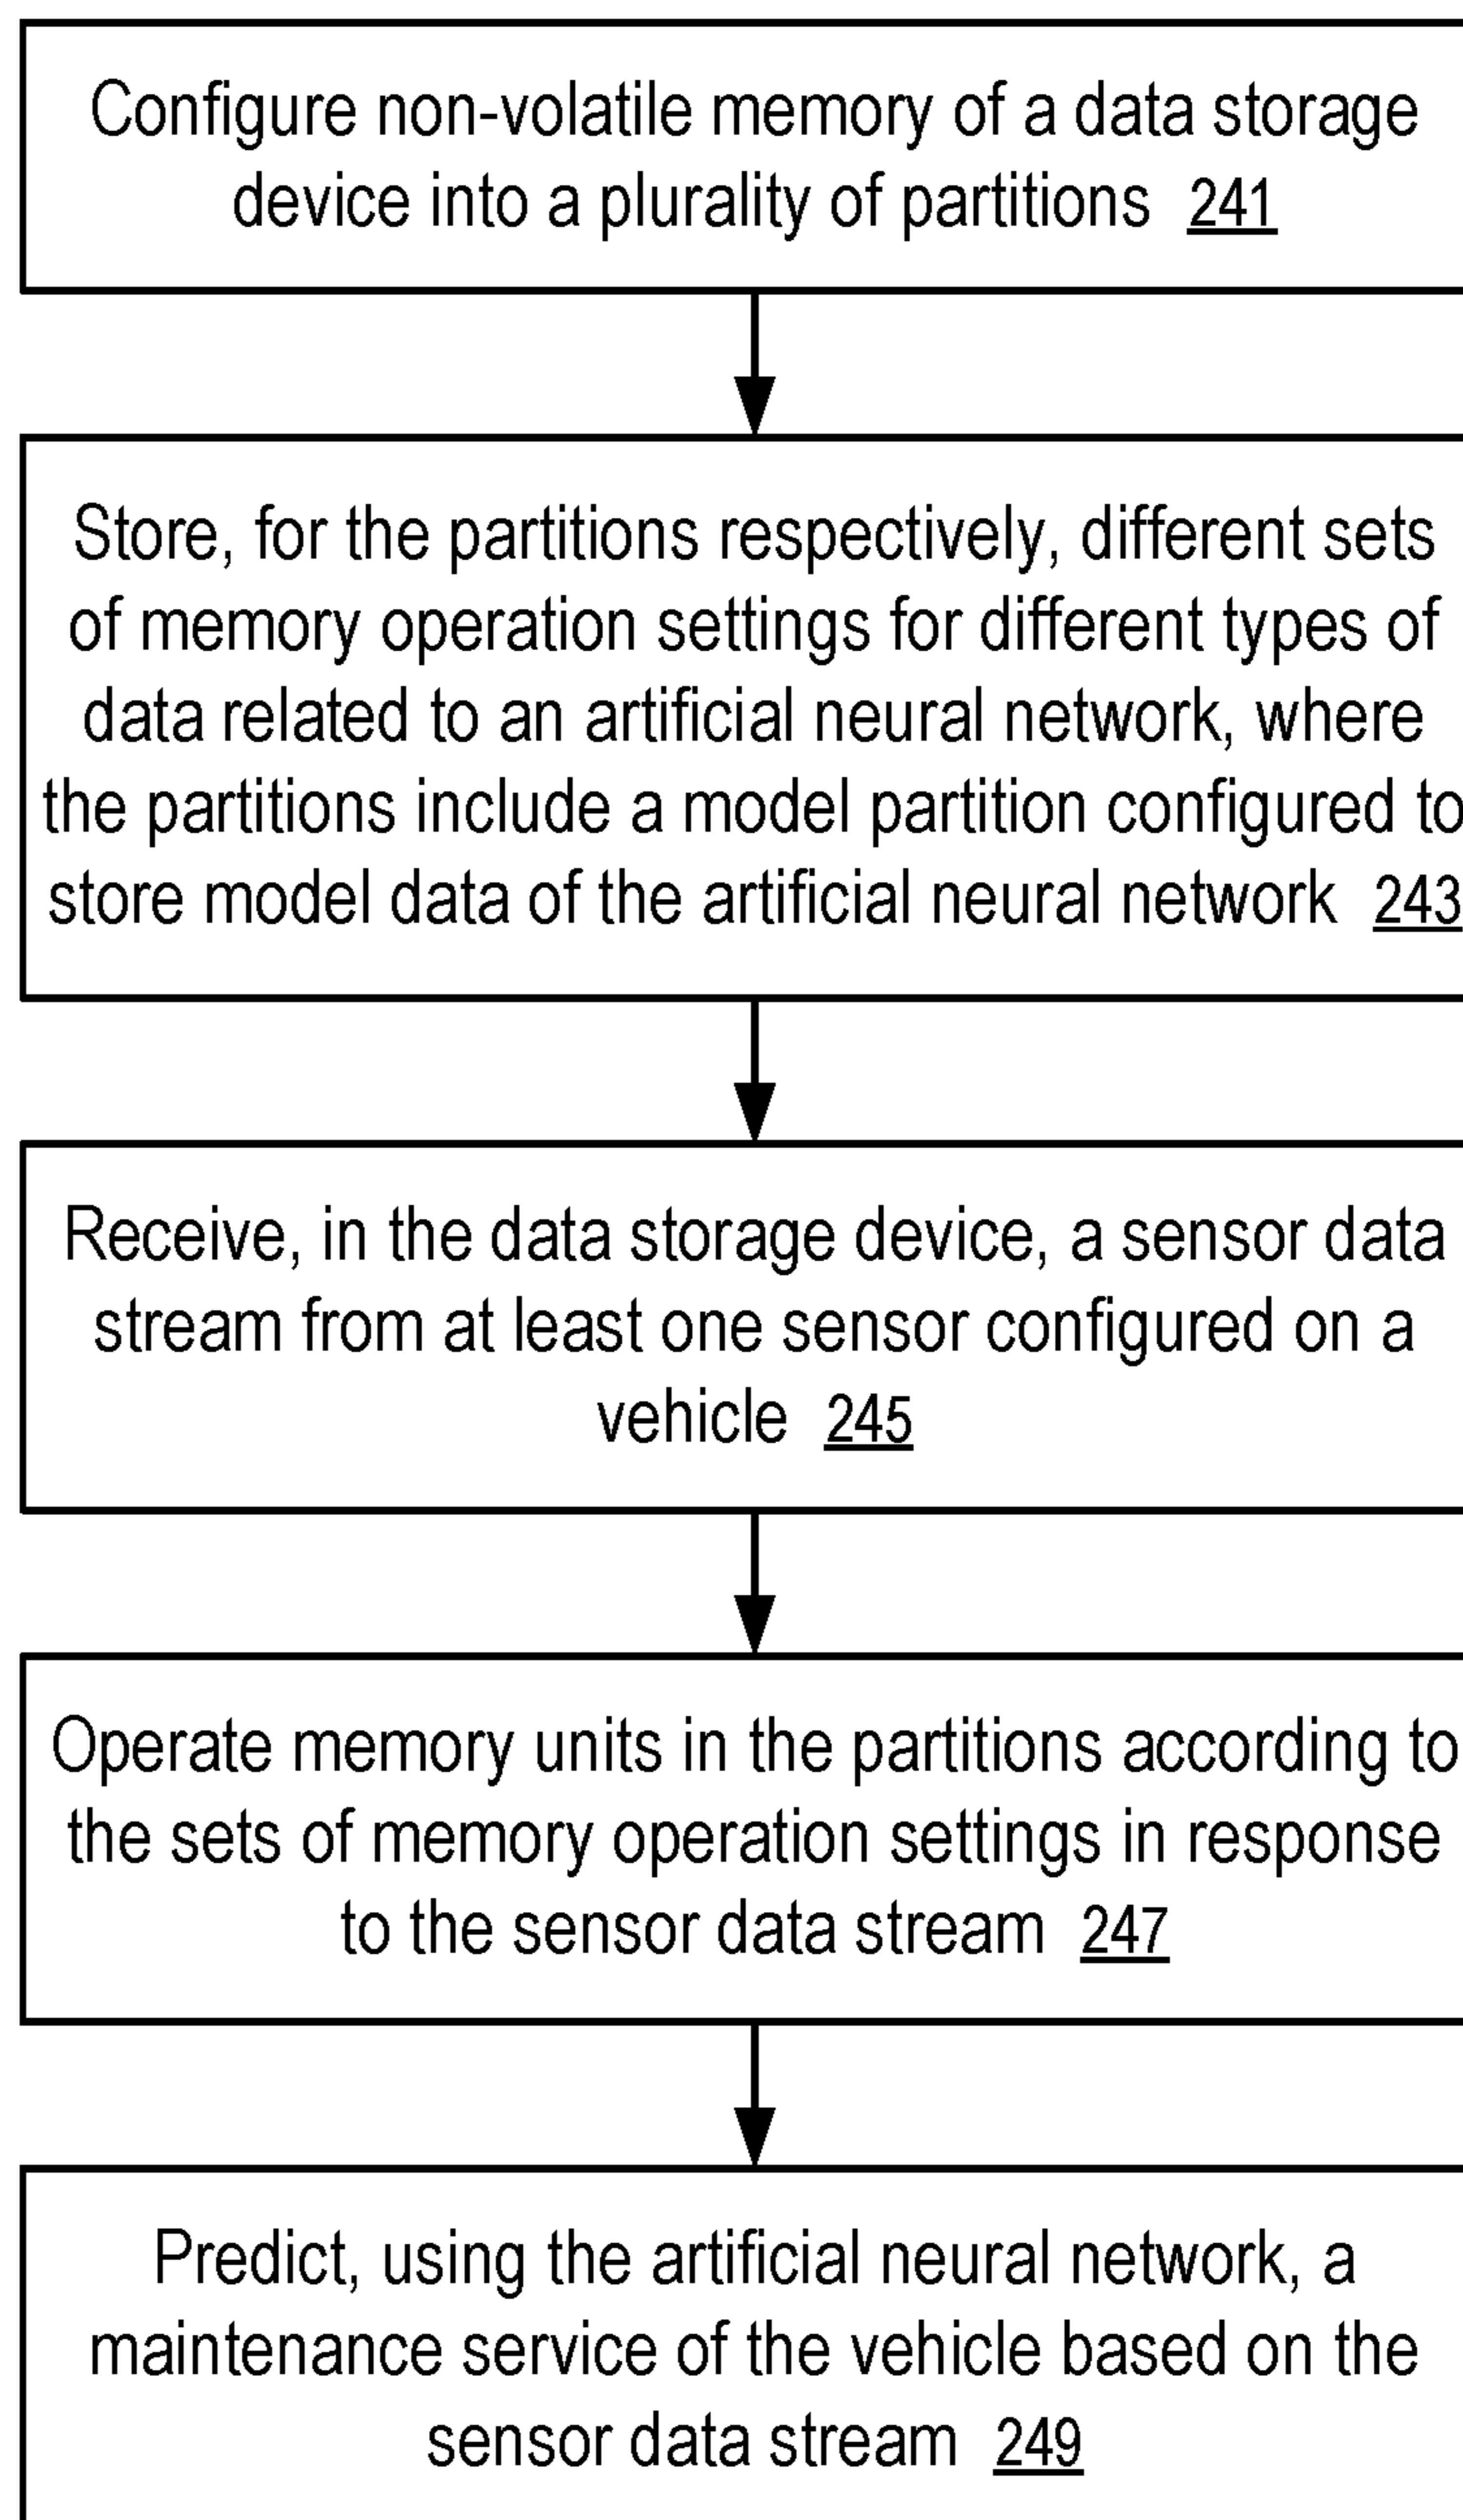 Configure non-volatile memory of a data storage
device into a plurality of partitions 241
Store, for the partitions respectively, different sets
of memory operation settings for different types of
data related to an artificial neural network, where
the partitions include a model partition configured to
store model data of the artificial neural network 243
Receive, in the data storage device, a sensor data
stream from at least one sensor configured on a
vehicle 245
Operate memory units in the partitions according to
the sets of memory operation settings in response
to the sensor data stream 247
Predict, using the artificial neural network, a
maintenance service of the vehicle based on the
sensor data stream 249